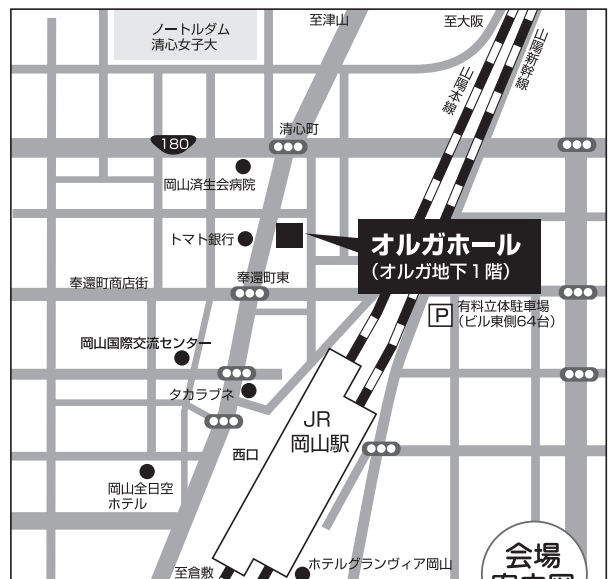 ノートルダム
清心女子大
至津山
至大阪
山陽新幹線
山陽本線
清心町
180
岡山済生会病院
トマト銀行
オルガホール
(オルガ地下1階)
奉還町商店街
奉還町東
P
有料立体駐車場
(ビル東側64台)
岡山国際交流センター
タカラブネ
JR
岡山駅
西口
岡山全日空
ホテル
至倉敷
ホテルグランヴィア岡山
会場